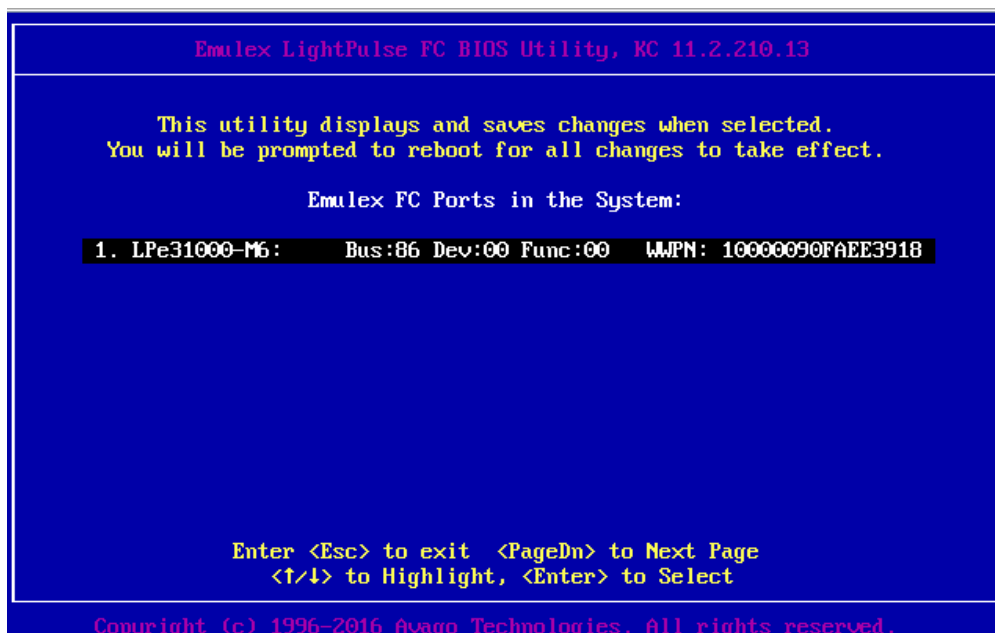 Emulex LightPulse FC BIOS Utility, KC 11.2.210.13
This utility displays and saves changes when selected.
You will be prompted to reboot for all changes to take effect.
Emulex FC Ports in the System:
1. LPe31000-M6: Bus:86 Dev:00 Func:00 WWPN: 10000090FAEE3918
Enter <Esc> to exit <PageDn> to Next Page
<↑/↓> to Highlight, <Enter> to Select
Copyright (c) 1996-2016 Avago Technologies. All rights reserved.